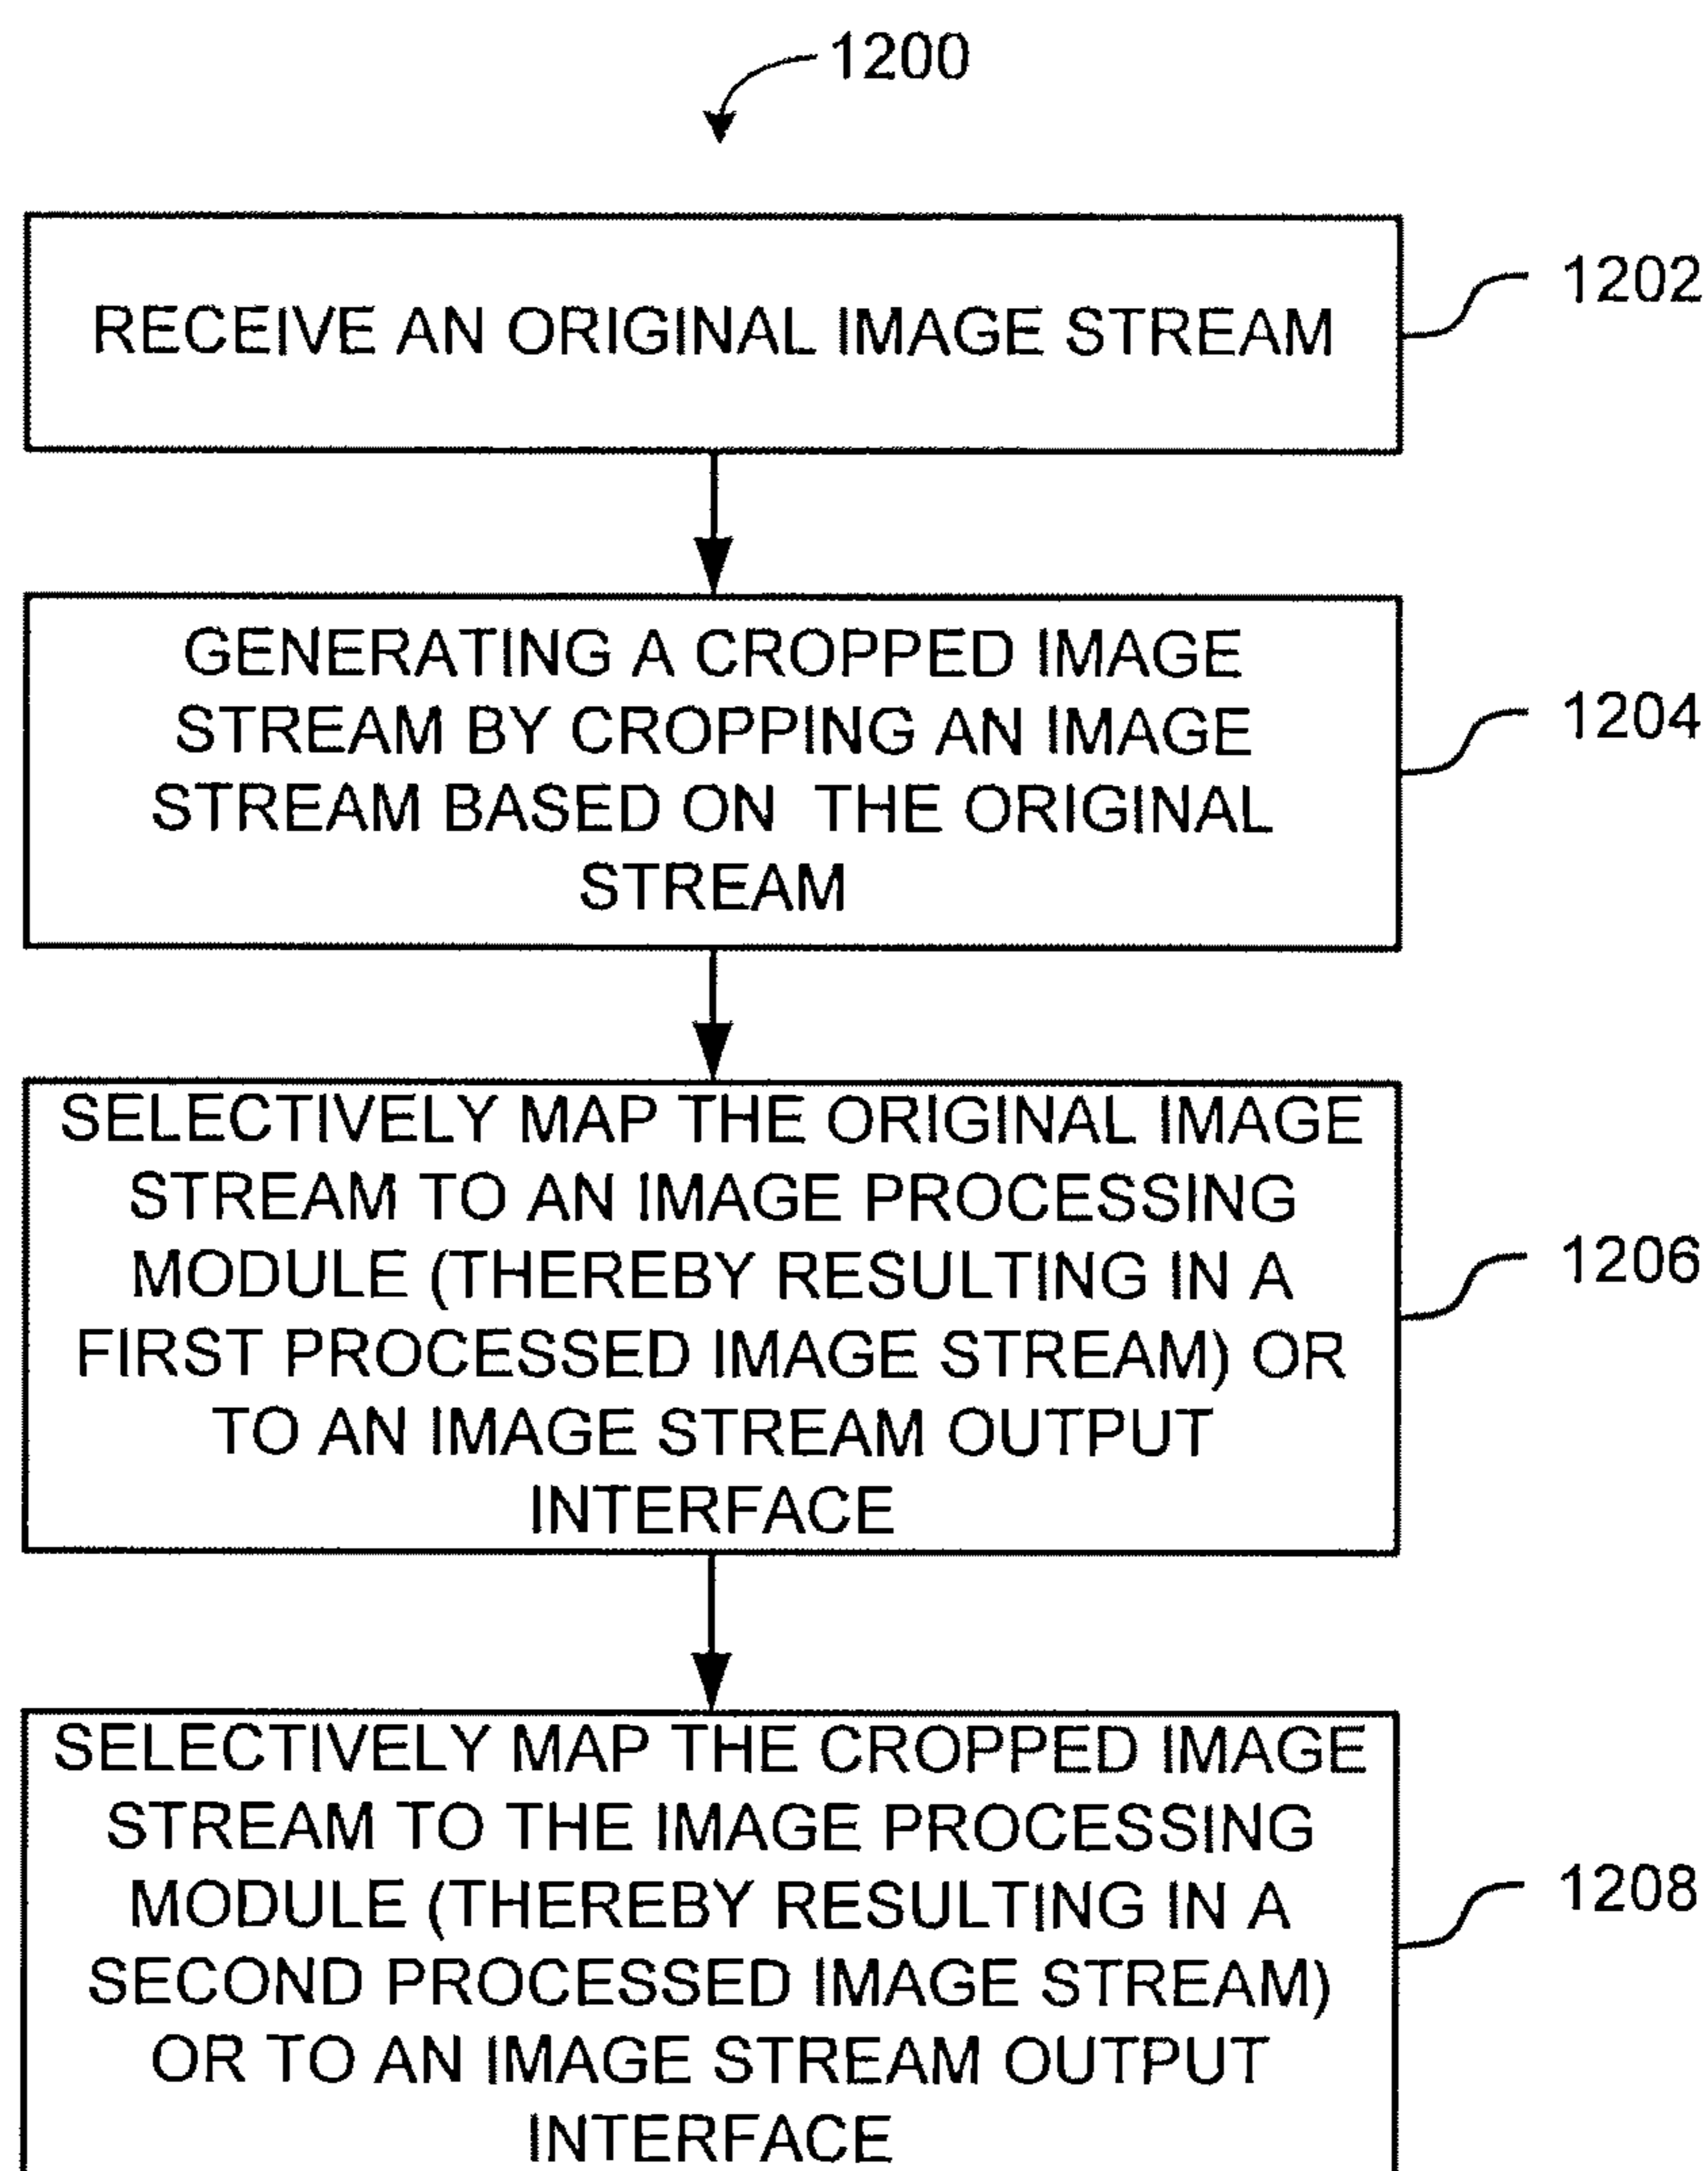 1200
RECEIVE AN ORIGINAL IMAGE STREAM
1202
GENERATING A CROPPED IMAGE
STREAM BY CROPPING AN IMAGE
STREAM BASED ON THE ORIGINAL
STREAM
1204
SELECTIVELY MAP THE ORIGINAL IMAGE
STREAM TO AN IMAGE PROCESSING
MODULE (THEREBY RESULTING IN A
FIRST PROCESSED IMAGE STREAM) OR
TO AN IMAGE STREAM OUTPUT
INTERFACE
1206
SELECTIVELY MAP THE CROPPED IMAGE
STREAM TO THE IMAGE PROCESSING
MODULE (THEREBY RESULTING IN A
SECOND PROCESSED IMAGE STREAM)
OR TO AN IMAGE STREAM OUTPUT
INTERFACE
1208